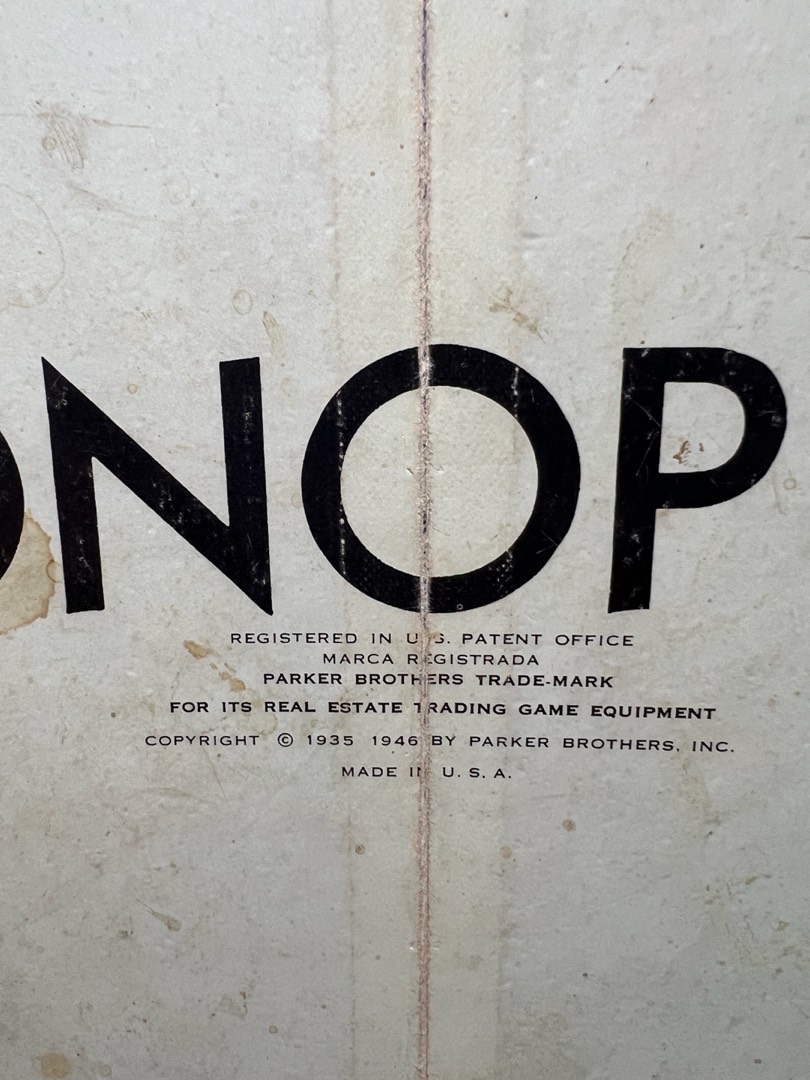 ONOP
REGISTERED IN U.S. PATENT OFFICE
MARCA REGISTRADA
PARKER BROTHERS TRADE-MARK
FOR ITS REAL ESTATE TRADING GAME EQUIPMENT
COPYRIGHT © 1935 1946 BY PARKER BROTHERS, INC.
MADE IN U. S. A.